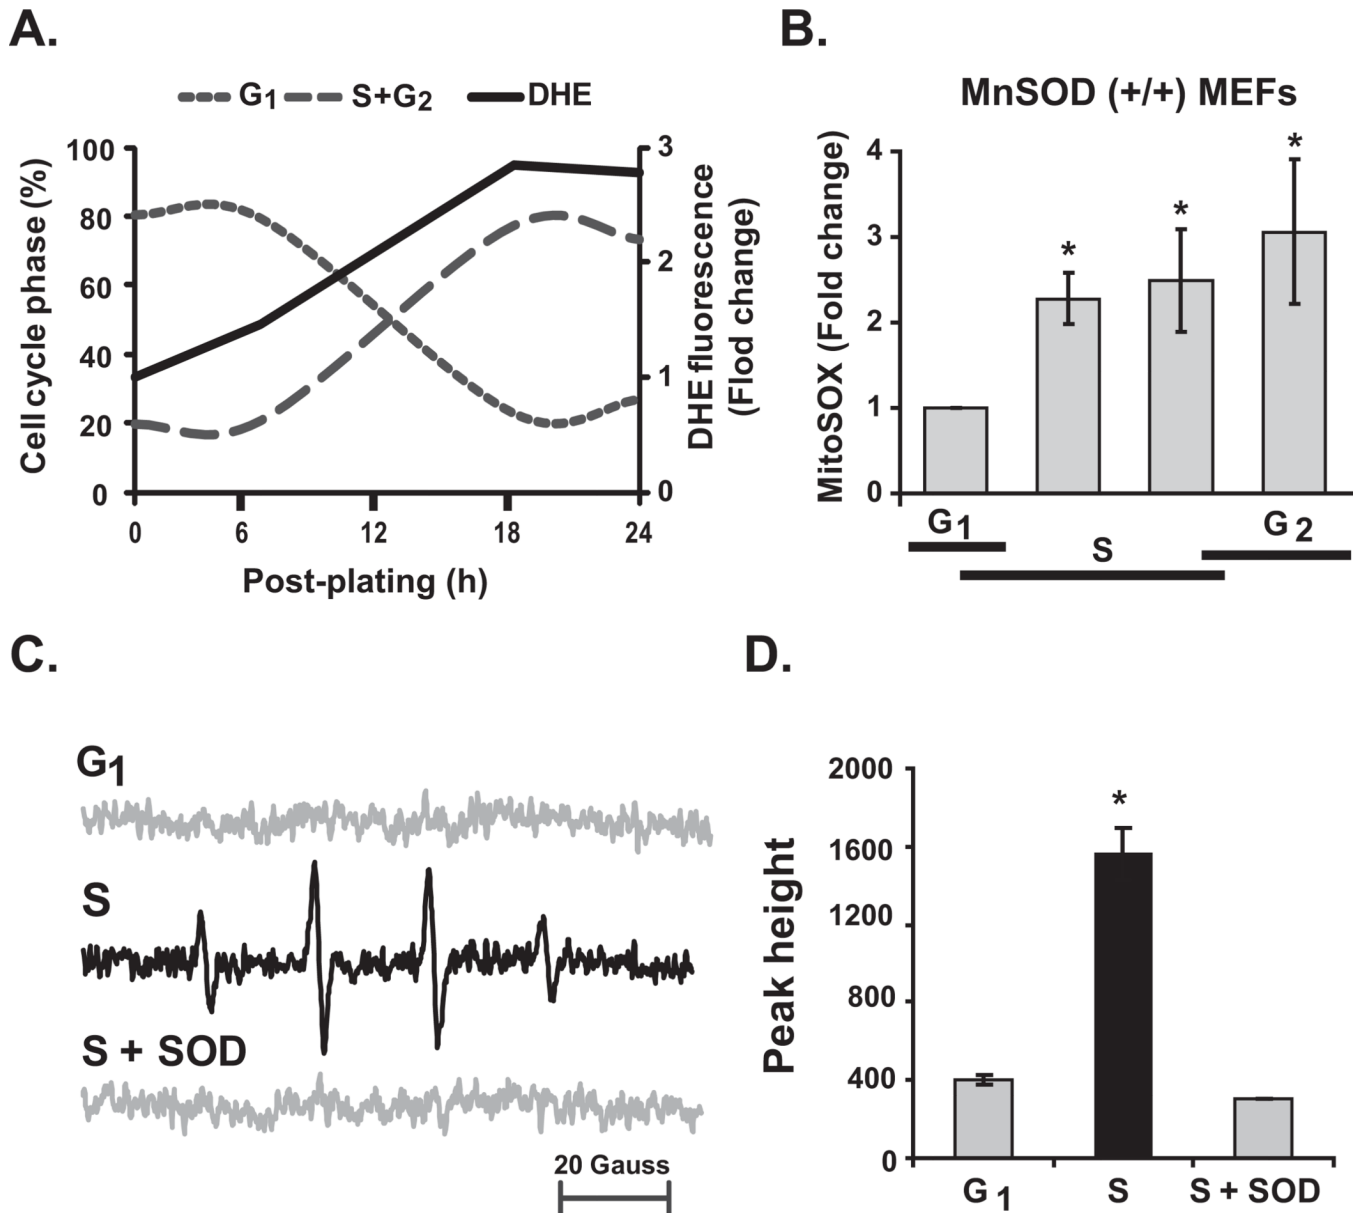 A.
G1 S+G2 DHE
Cell cycle phase (%)
100
80
60
40
20
0
3
2
1
0
DHE fluorescence
(Flod change)
0 6 12 18 24
Post-plating (h)
B.
MnSOD (+/+) MEFs
MitoSOX (Fold change)
4
3
2
1
0
*
*
*
*
G1 G2
S
C.
G1
S
S + SOD
20 Gauss
D.
Peak height
2000
1600
1200
800
400
0
*
G1 S S + SOD